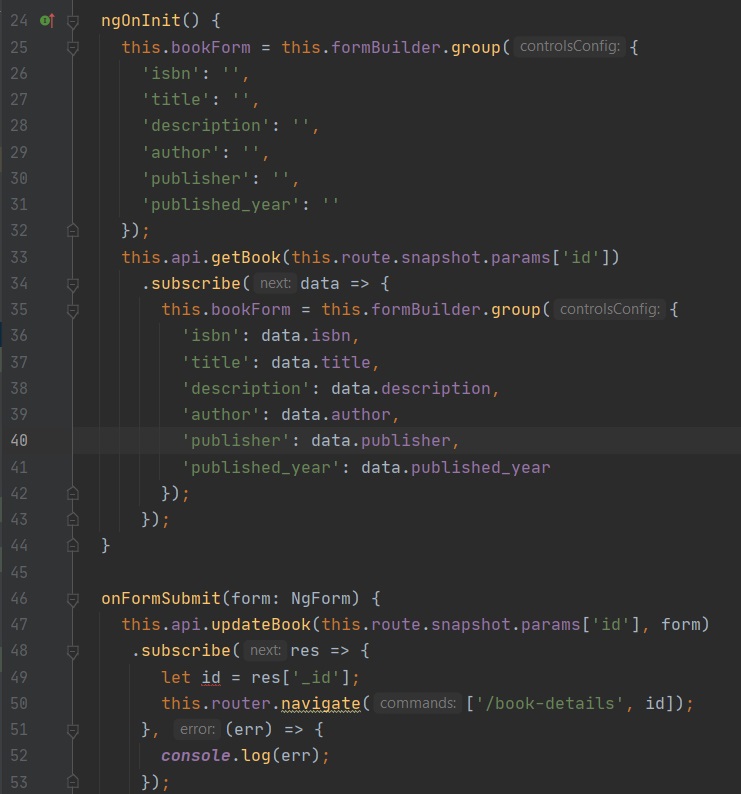 24 ngOnInit() {
25 this.bookForm = this.formBuilder.group( controlsConfig: {
26 'isbn': '',
27 'title': '',
28 'description': '',
29 'author': '',
30 'publisher': '',
31 'published_year': ''
32 });
33 this.api.getBook(this.route.snapshot.params['id'])
34 .subscribe( next: data => {
35 this.bookForm = this.formBuilder.group( controlsConfig: {
36 'isbn': data.isbn,
37 'title': data.title,
38 'description': data.description,
39 'author': data.author,
40 'publisher': data.publisher,
41 'published_year': data.published_year
42 });
43 });
44 }
45
46 onFormSubmit(form: NgForm) {
47 this.api.updateBook(this.route.snapshot.params['id'], form)
48 .subscribe( next: res => {
49 let id = res['_id'];
50 this.router.navigate( commands: ['/book-details', id]);
51 }, error: (err) => {
52 console.log(err);
53 });